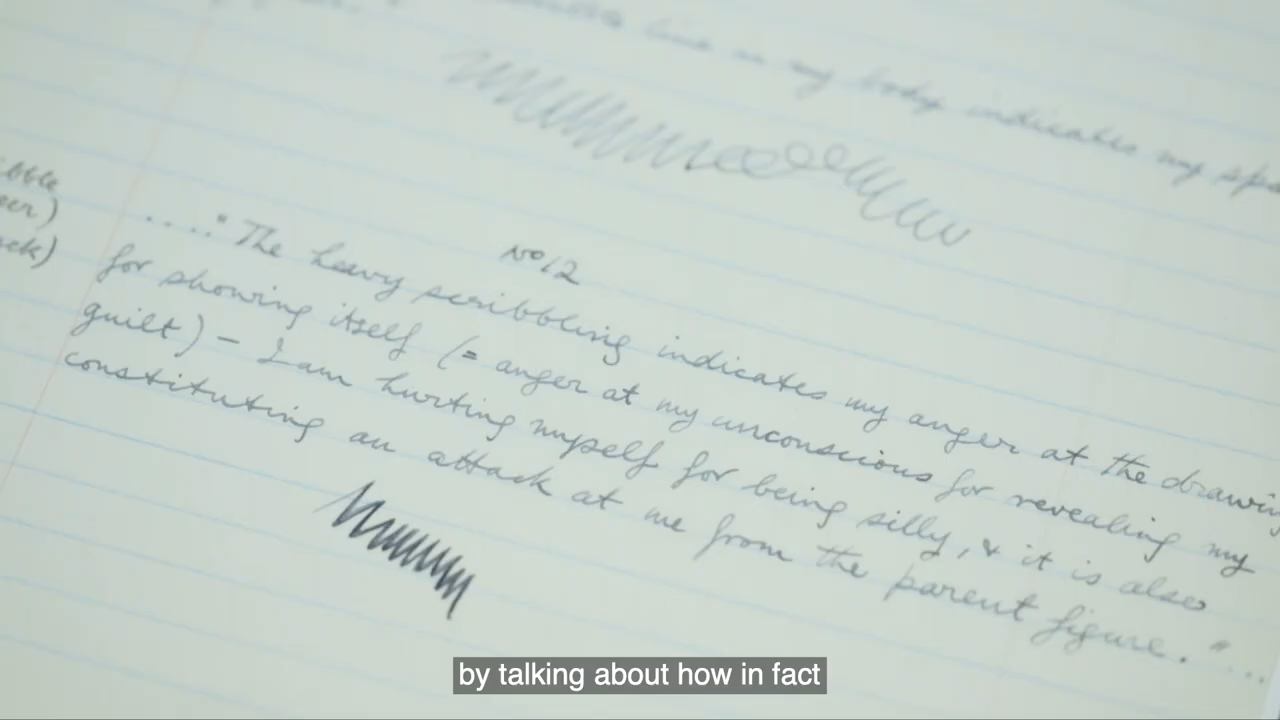 line on my body indicates my
No 12
...."The heavy scribbling indicates my anger at the drawing
for showing itself (= anger at my unconscious for revealing my
guilt) – I am hurting myself for being silly, & it is also
constituting an attack at me from the parent figure."...
by talking about how in fact